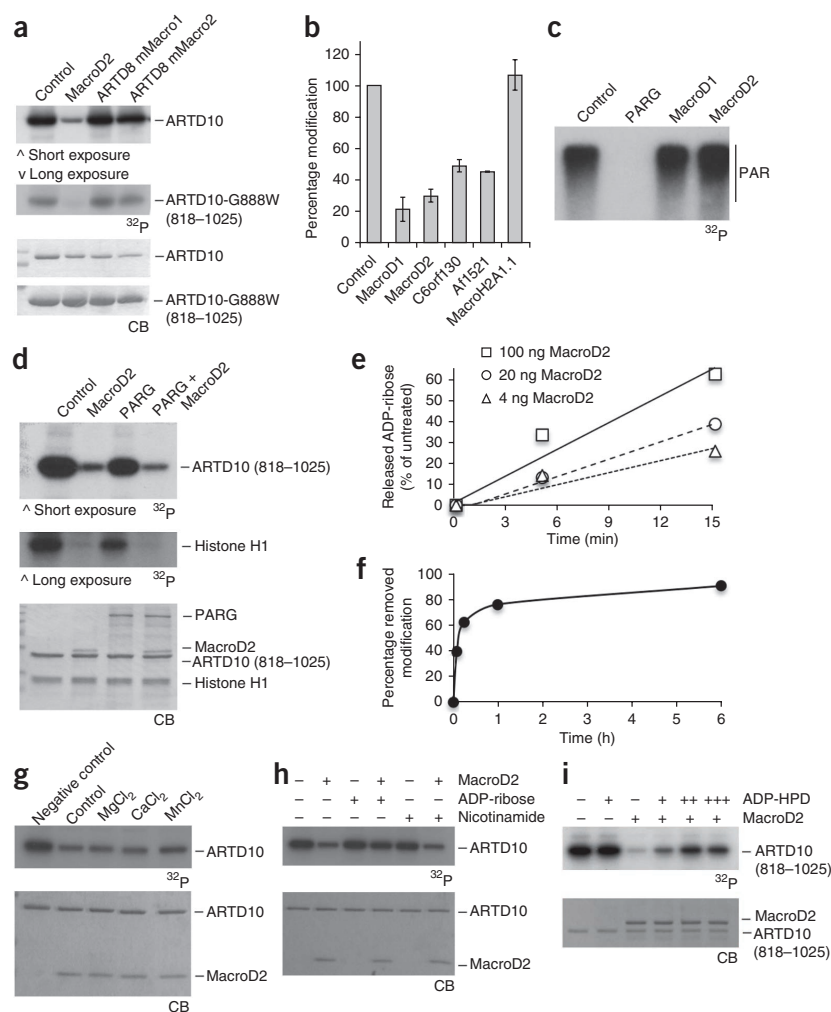 a
Control
MacroD2
ARTD8 mMacro1
ARTD8 mMacro2
ARTD10
^ Short exposure
v Long exposure
ARTD10-G888W
(818–1025)
32P
ARTD10
ARTD10-G888W
(818–1025)
CB
b
Percentage modification
120
100
80
60
40
20
0
Control
MacroD1
MacroD2
C6orf130
Af1521
MacroH2A1.1
c
Control
PARG
MacroD1
MacroD2
PAR
32P
d
Control
MacroD2
PARG
PARG +
MacroD2
ARTD10 (818–1025)
^ Short exposure 32P
Histone H1
^ Long exposure 32P
PARG
MacroD2
ARTD10 (818–1025)
Histone H1
CB
e
100 ng MacroD2
20 ng MacroD2
4 ng MacroD2
Released ADP-ribose
(% of untreated)
60
50
40
30
20
10
0
0 3 6 9 12 15
Time (min)
f
Percentage removed
modification
100
80
60
40
20
0
0 1 2 3 4 5 6
Time (h)
g
Negative control
Control
MgCl2
CaCl2
MnCl2
ARTD10
32P
ARTD10
MacroD2
CB
h
– + – + – + MacroD2
– – + + – – ADP-ribose
– – – – + + Nicotinamide
ARTD10
32P
ARTD10
MacroD2
CB
i
– + – + ++ +++ ADP-HPD
– – + + + + MacroD2
ARTD10
(818–1025)
32P
MacroD2
ARTD10
(818–1025)
CB